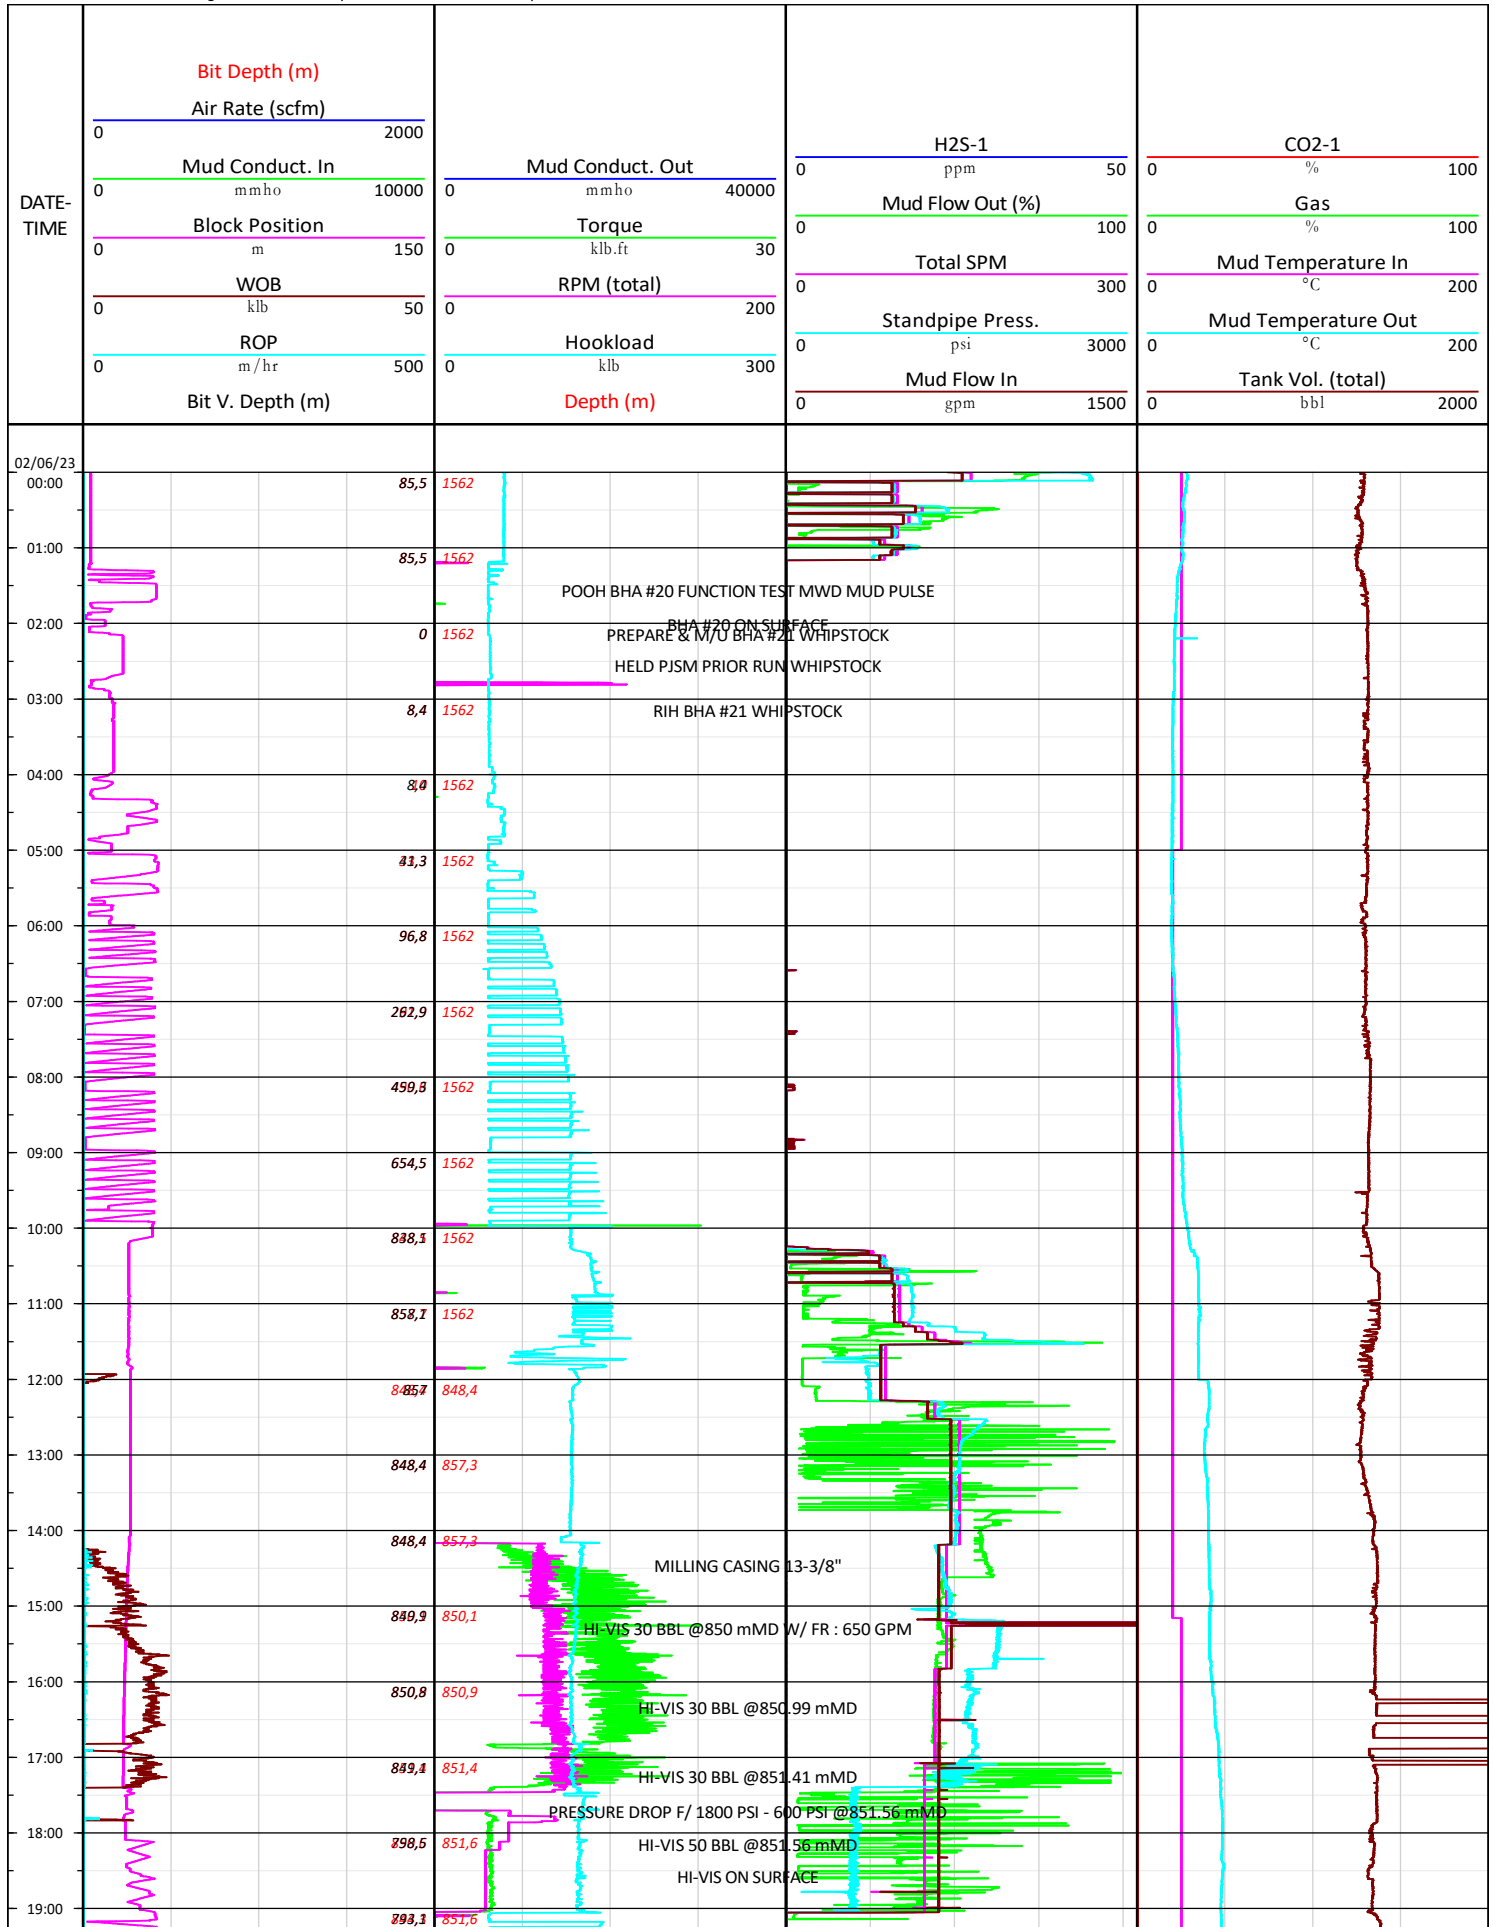 DATE-
TIME
Bit Depth (m)
Air Rate (scfm)
0 2000
Mud Conduct. In
0 mmho 10000
Block Position
0 m 150
WOB
0 klb 50
ROP
0 m/hr 500
Bit V. Depth (m)
Mud Conduct. Out
0 mmho 40000
Torque
0 klb.ft 30
RPM (total)
0 200
Hookload
0 klb 300
Depth (m)
H2S-1
0 ppm 50
Mud Flow Out (%)
0 100
Total SPM
0 300
Standpipe Press.
0 psi 3000
Mud Flow In
0 gpm 1500
CO2-1
0 % 100
Gas
0 % 100
Mud Temperature In
0 °C 200
Mud Temperature Out
0 °C 200
Tank Vol. (total)
0 bbl 2000
02/06/23
00:00 85,5 1562
01:00 85,5 1562
POOH BHA #20 FUNCTION TEST MWD MUD PULSE
BHA #20 ON SURFACE
02:00 0 1562
PREPARE & M/U BHA #21 WHIPSTOCK
HELD PJSM PRIOR RUN WHIPSTOCK
03:00 8,4 1562
RIH BHA #21 WHIPSTOCK
04:00 1562
05:00 1562
06:00 96,8 1562
07:00 1562
08:00 1562
09:00 654,5 1562
10:00 1562
11:00 1562
12:00 848,4
13:00 848,4 857,3
14:00 848,4 857,3
MILLING CASING 13-3/8"
15:00 850,1
HI-VIS 30 BBL @850 mMD W/ FR : 650 GPM
16:00 850,8 850,9
HI-VIS 30 BBL @850.99 mMD
17:00 851,4
HI-VIS 30 BBL @851.41 mMD
PRESSURE DROP F/ 1800 PSI - 600 PSI @851.56 mMD
18:00 851,6
HI-VIS 50 BBL @851.56 mMD
HI-VIS ON SURFACE
19:00 851,6